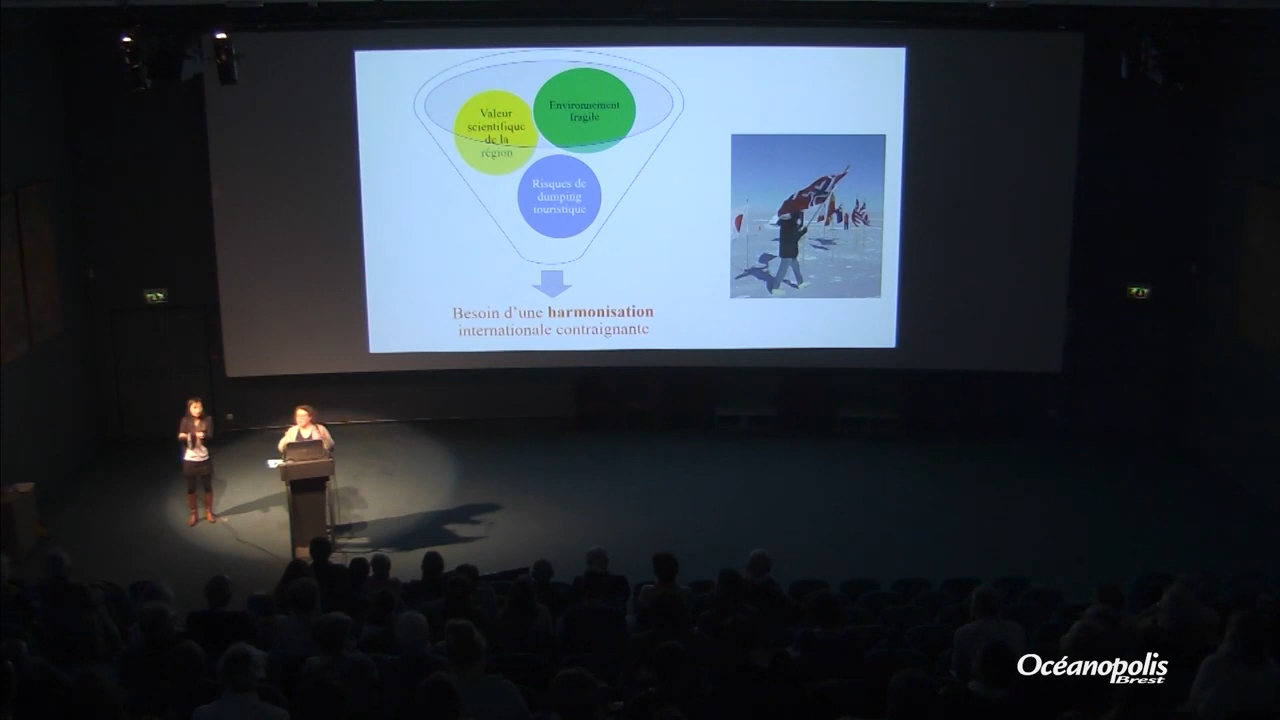 Valeur
scientifique
de la
région
Environnement
fragile
Risques de
dumping
touristique
Besoin d'une harmonisation
internationale contraignante
Océanopolis
Brest